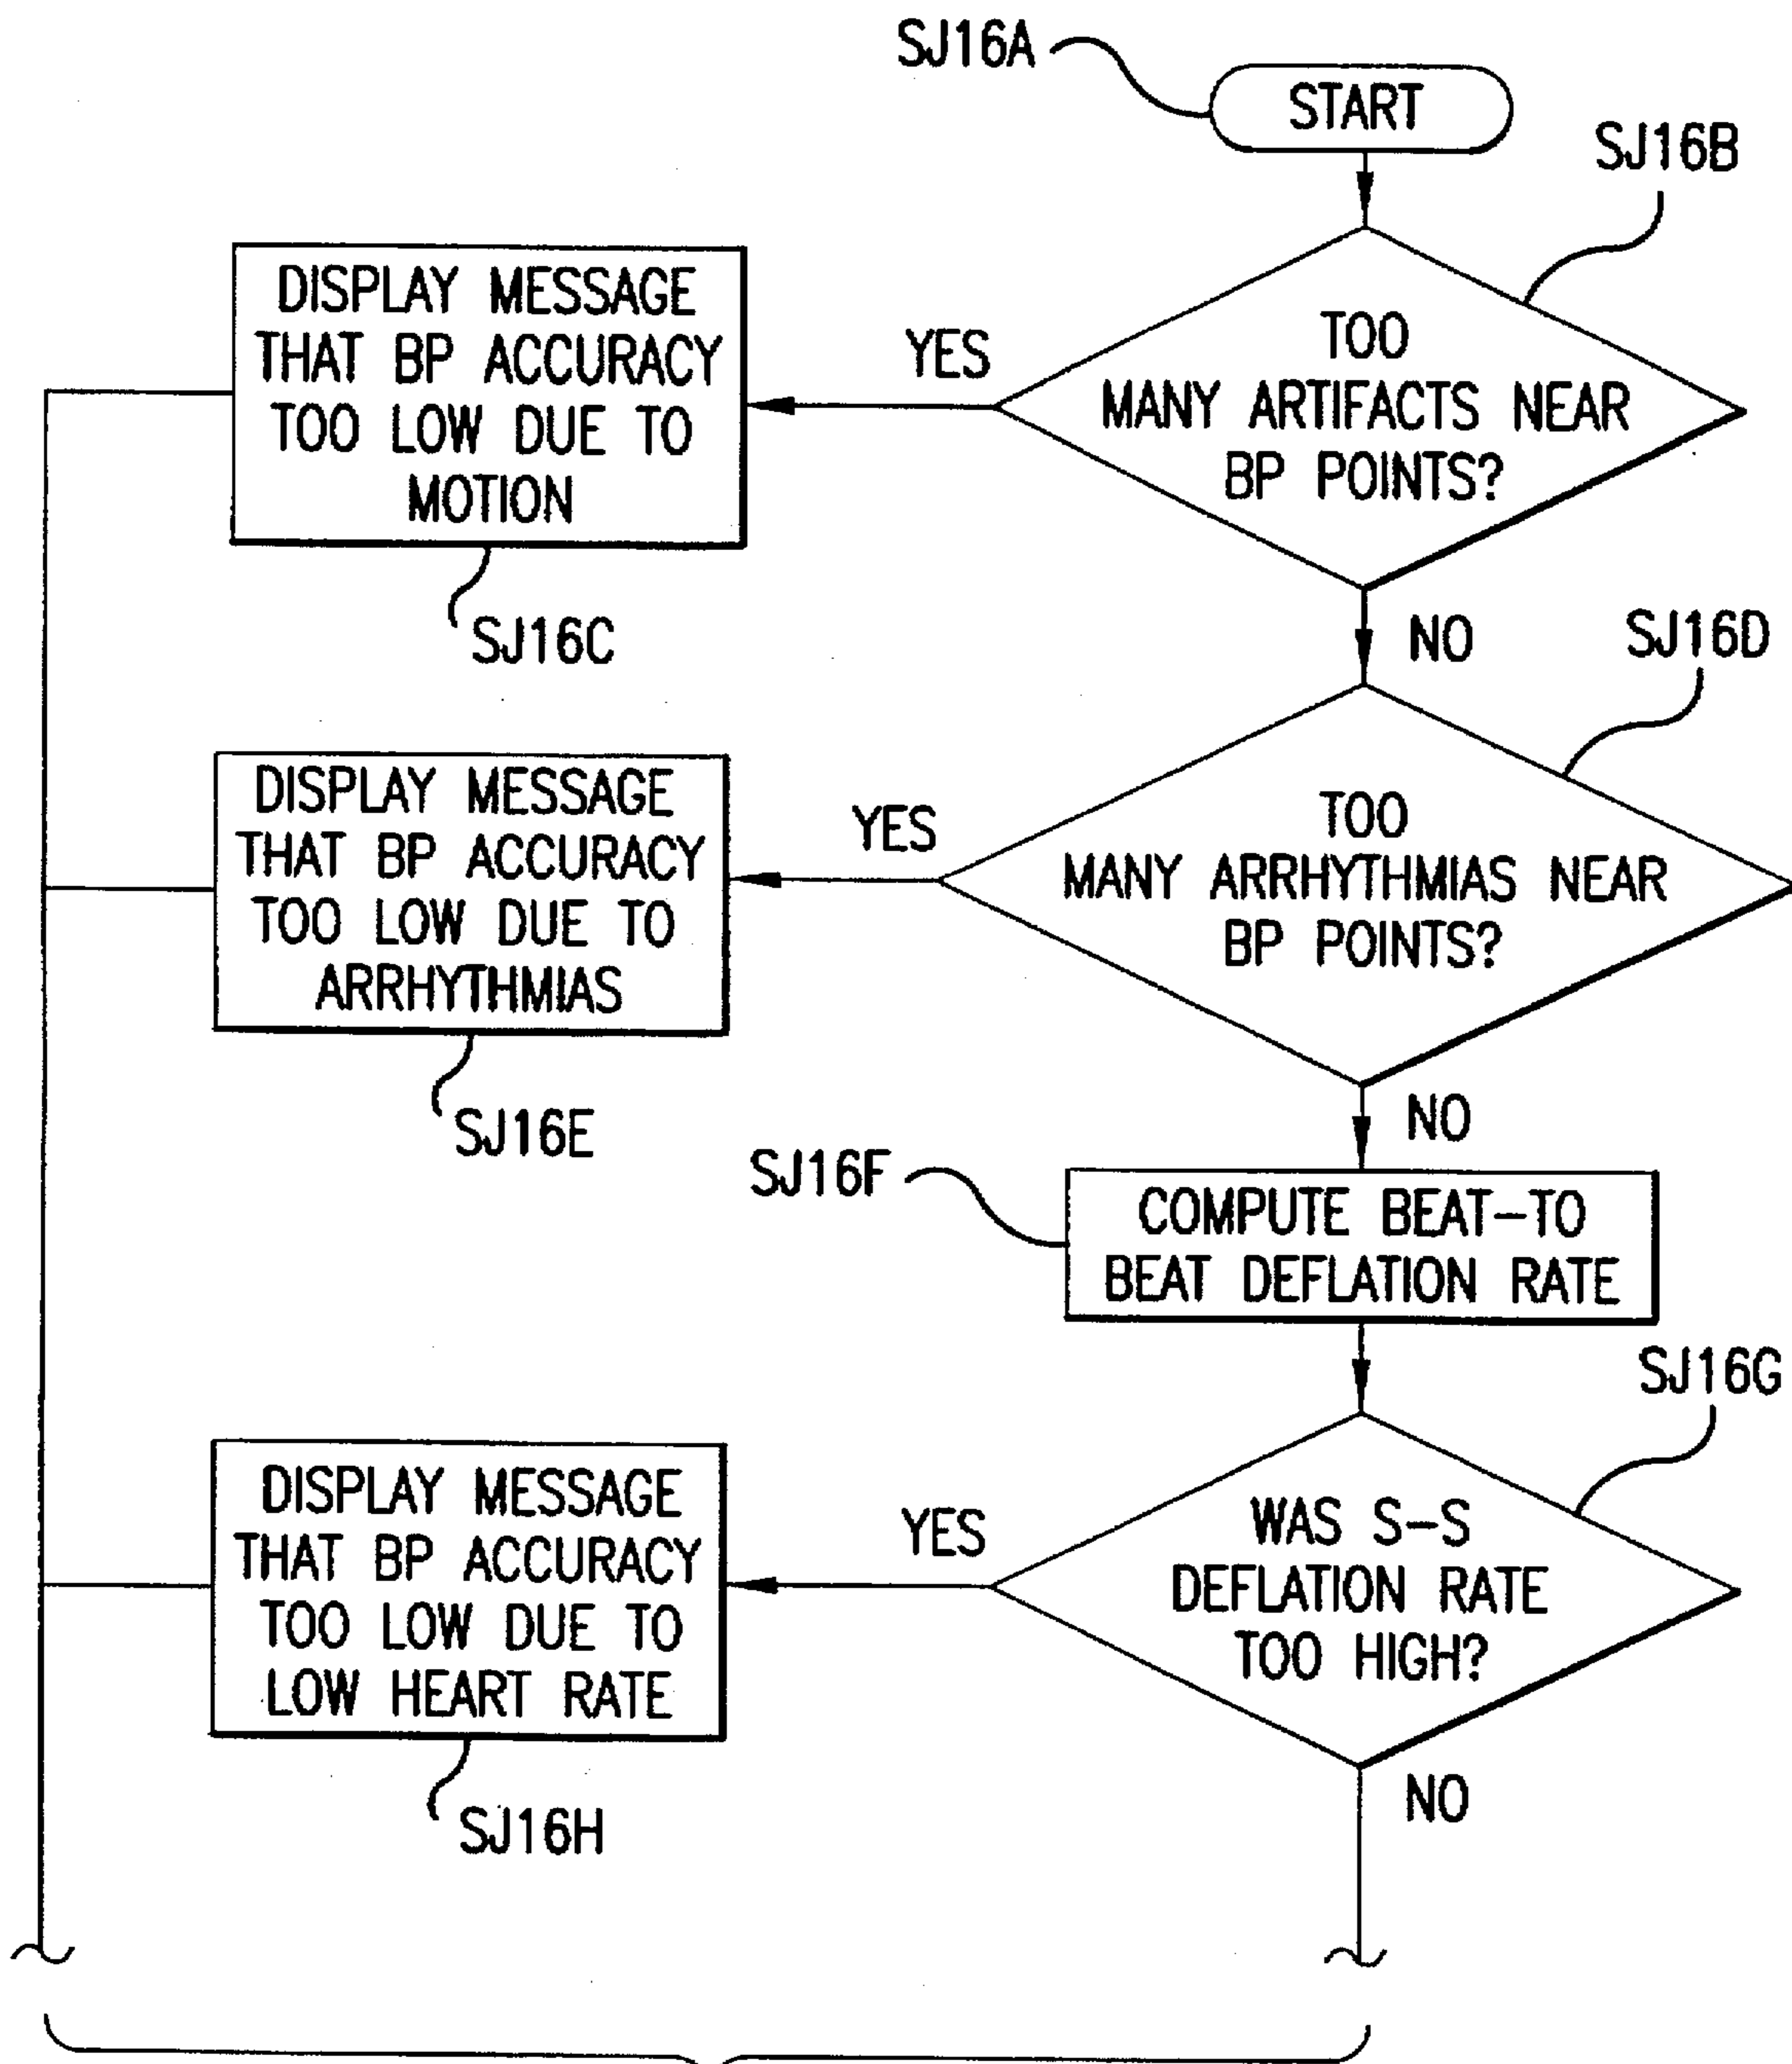 SJ16A
START
SJ16B
DISPLAY MESSAGE
THAT BP ACCURACY
TOO LOW DUE TO
MOTION
YES
TOO
MANY ARTIFACTS NEAR
BP POINTS?
SJ16C
NO
SJ16D
DISPLAY MESSAGE
THAT BP ACCURACY
TOO LOW DUE TO
ARRHYTHMIAS
YES
TOO
MANY ARRHYTHMIAS NEAR
BP POINTS?
SJ16E
NO
SJ16F
COMPUTE BEAT-TO
BEAT DEFLATION RATE
SJ16G
DISPLAY MESSAGE
THAT BP ACCURACY
TOO LOW DUE TO
LOW HEART RATE
YES
WAS S-S
DEFLATION RATE
TOO HIGH?
SJ16H
NO